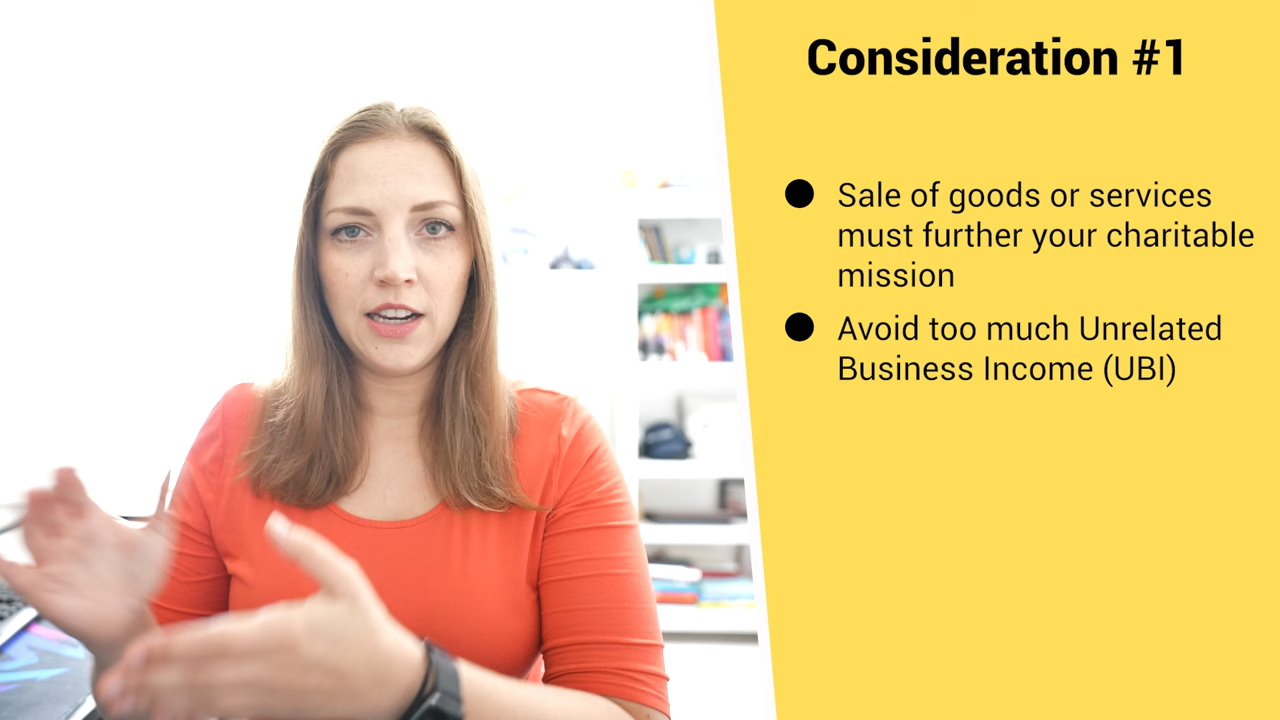 Consideration #1
Sale of goods or services
must further your charitable
mission
Avoid too much Unrelated
Business Income (UBI)